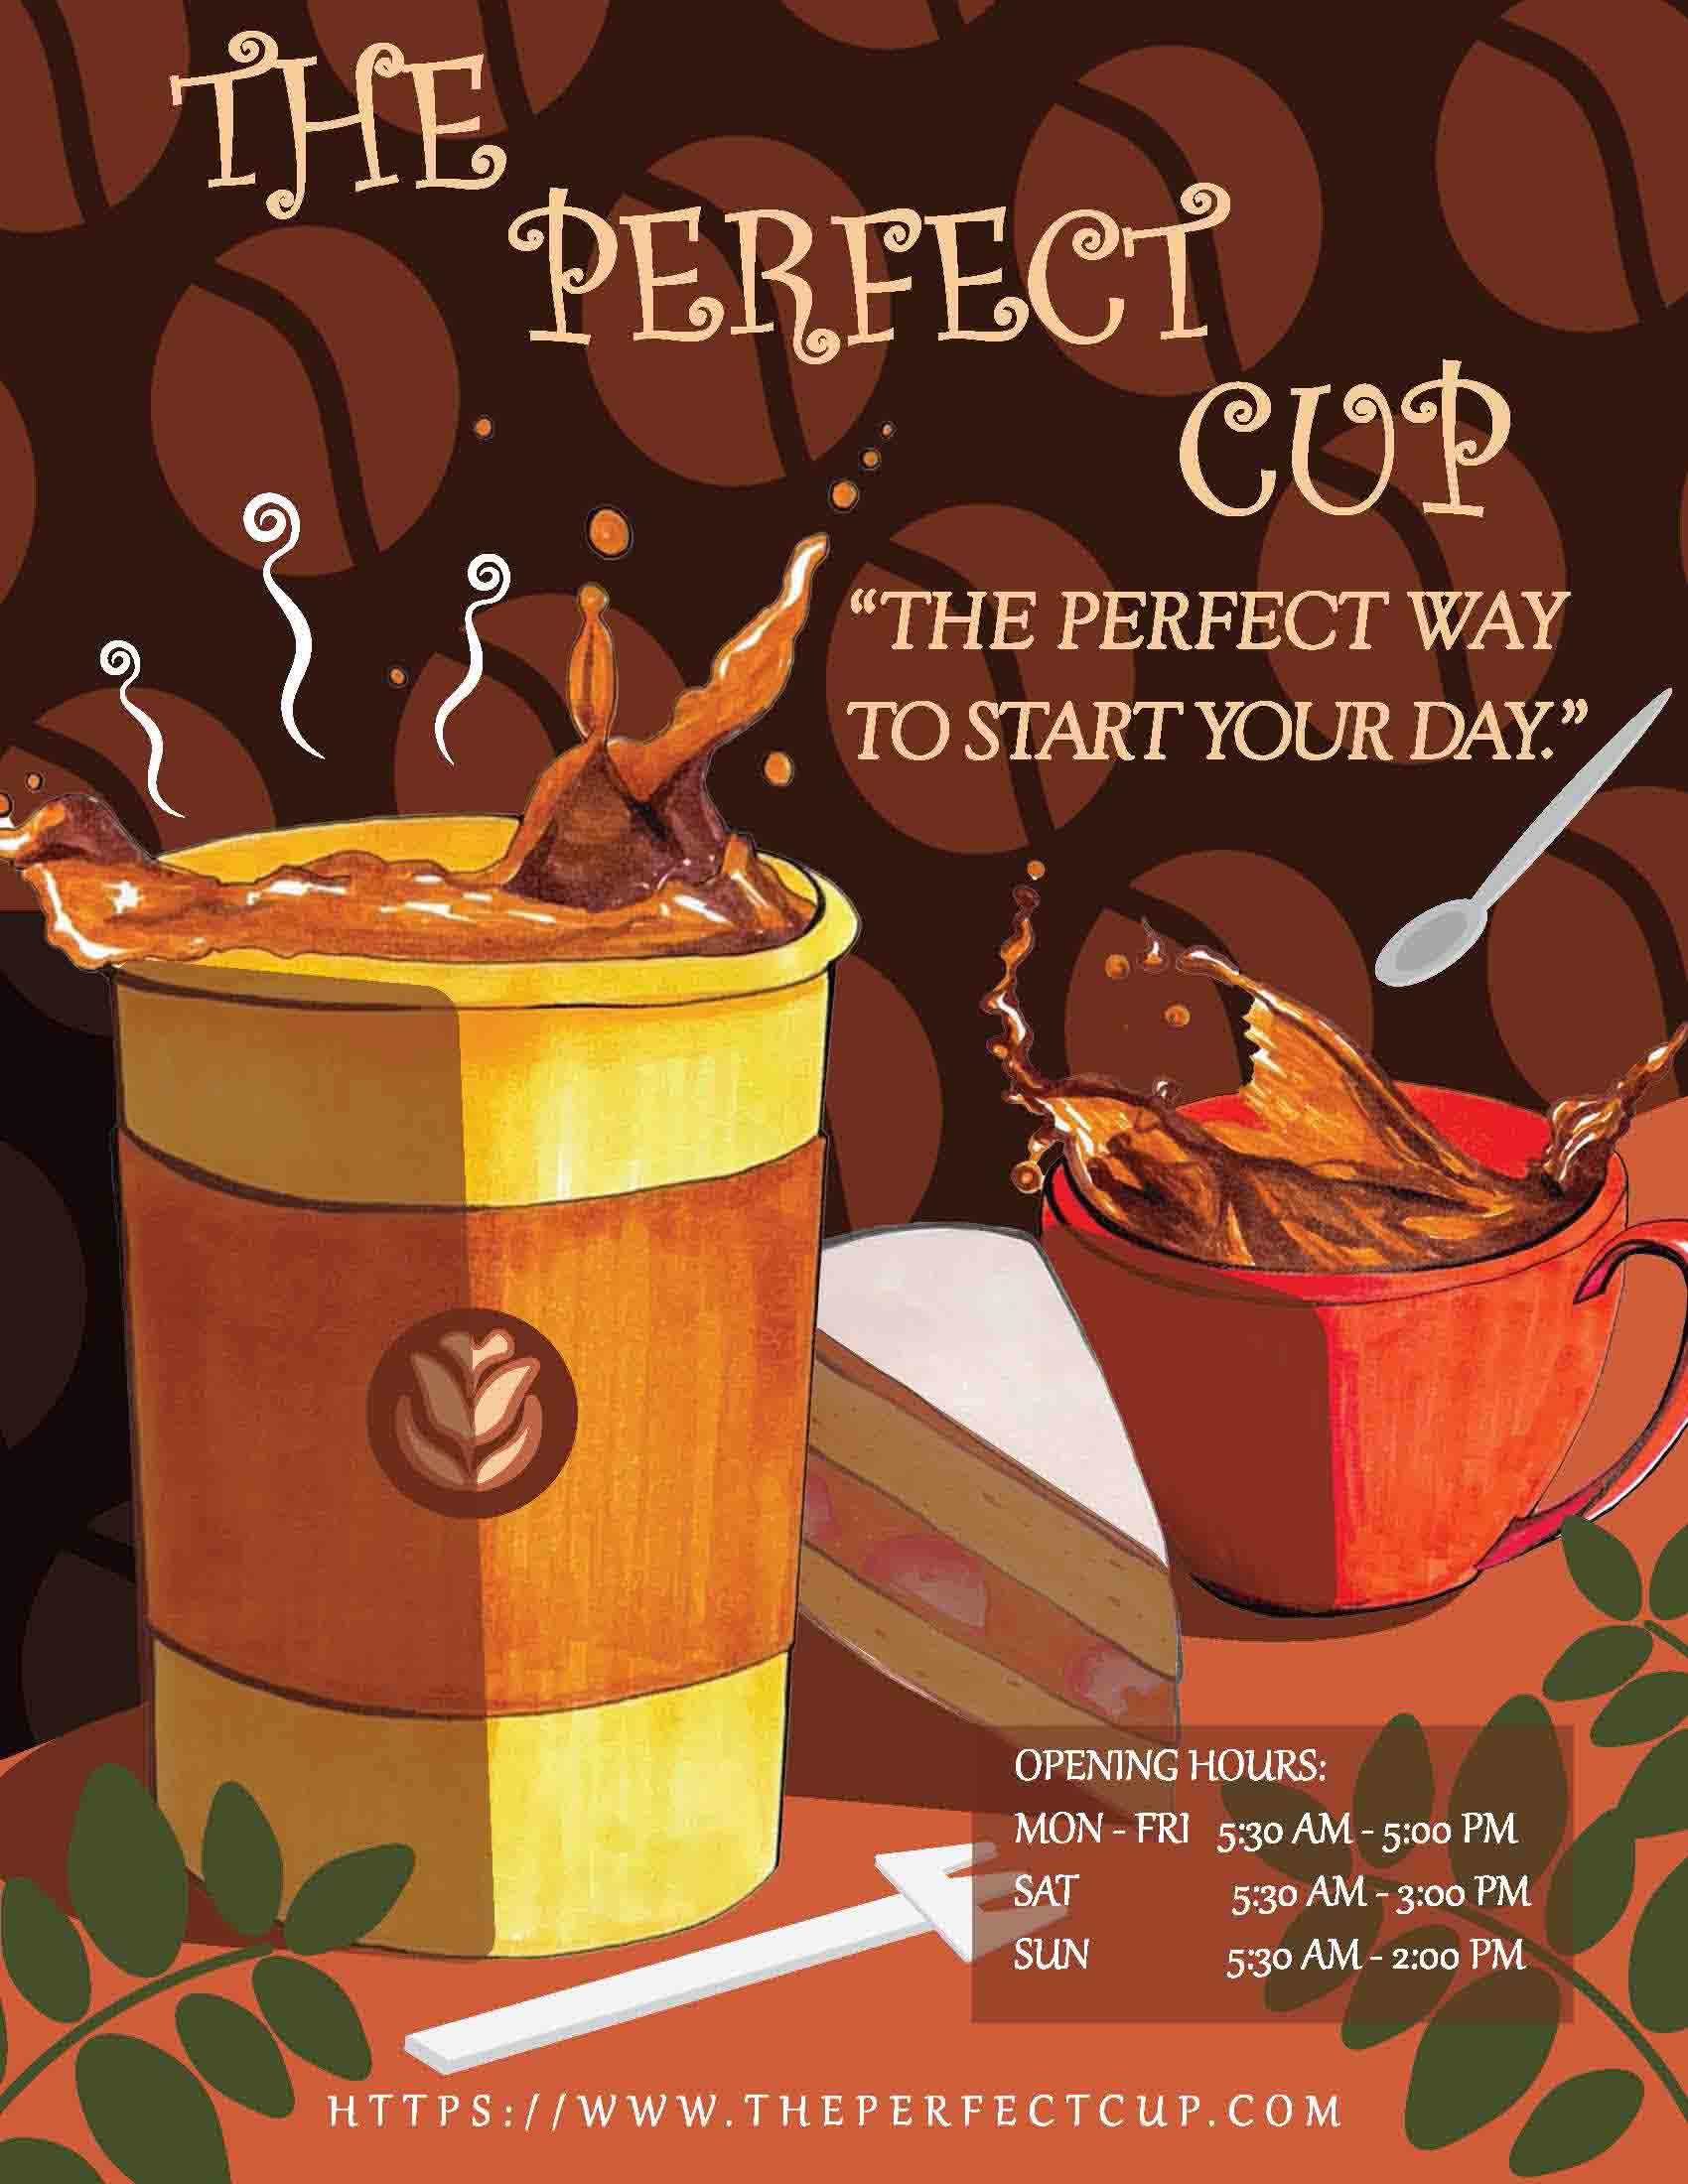 THE
PERFECT
CUP
“THE PERFECT WAY
TO START YOUR DAY.”
OPENING HOURS:
MON - FRI 5:30 AM - 5:00 PM
SAT 5:30 AM - 3:00 PM
SUN 5:30 AM - 2:00 PM
HTTPS://WWW.THEPERFECTCUP.COM